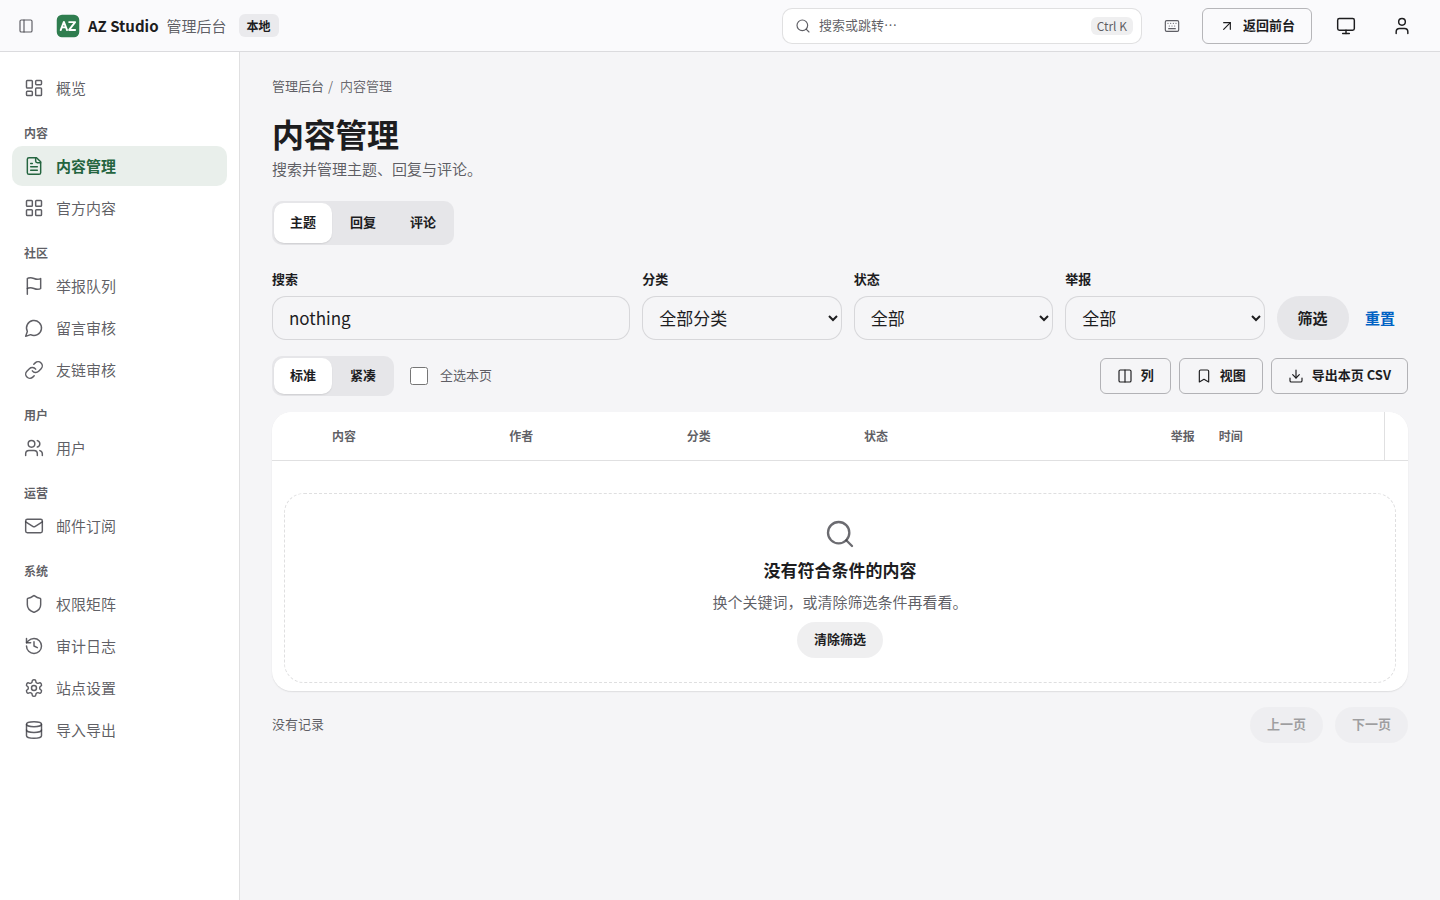 AZ AZ Studio 管理后台 本地 搜索或跳转… Ctrl K 返回前台
概览
内容
内容管理
官方内容
社区
举报队列
留言审核
友链审核
用户
用户
运营
邮件订阅
系统
权限矩阵
审计日志
站点设置
导入导出
管理后台 / 内容管理
内容管理
搜索并管理主题、回复与评论。
主题 回复 评论
搜索 分类 状态 举报
nothing 全部分类 全部 全部 筛选 重置
标准 紧凑 全选本页 列 视图 导出本页 CSV
内容 作者 分类 状态 举报 时间
没有符合条件的内容
换个关键词，或清除筛选条件再看看。
清除筛选
没有记录 上一页 下一页